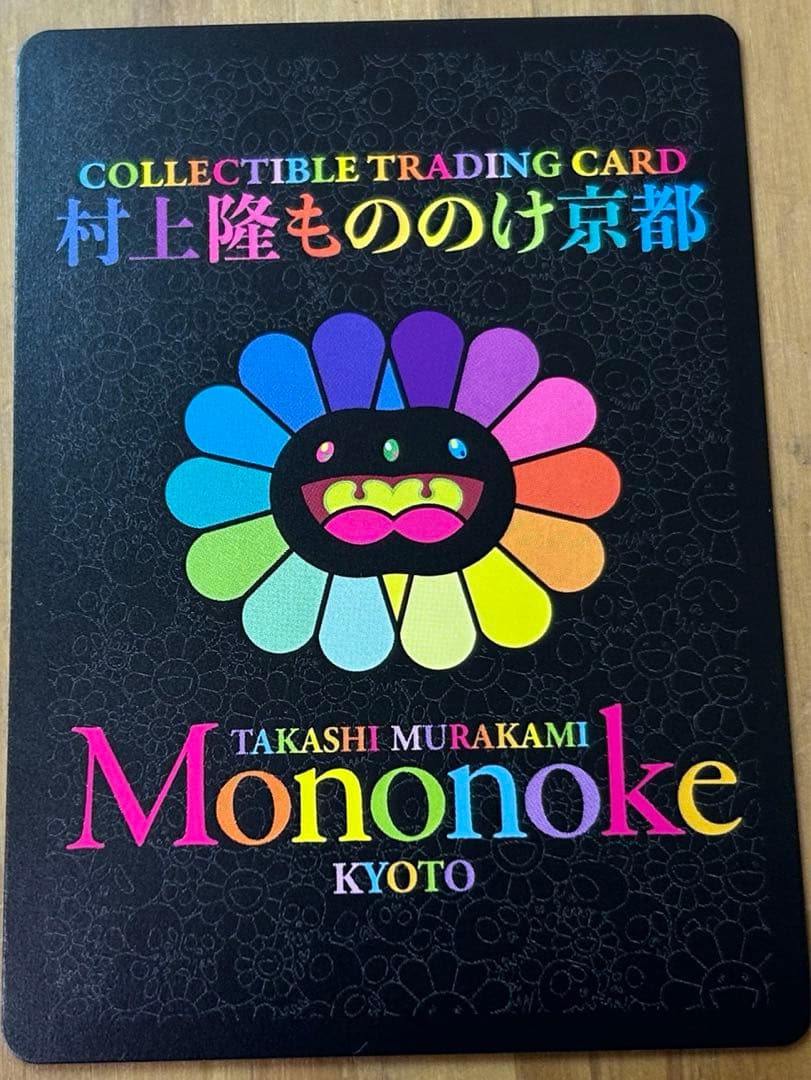 COLLECTIBLE TRADING CARD
村上隆もののけ京都
TAKASHI MURAKAMI
Mononoke
KYOTO